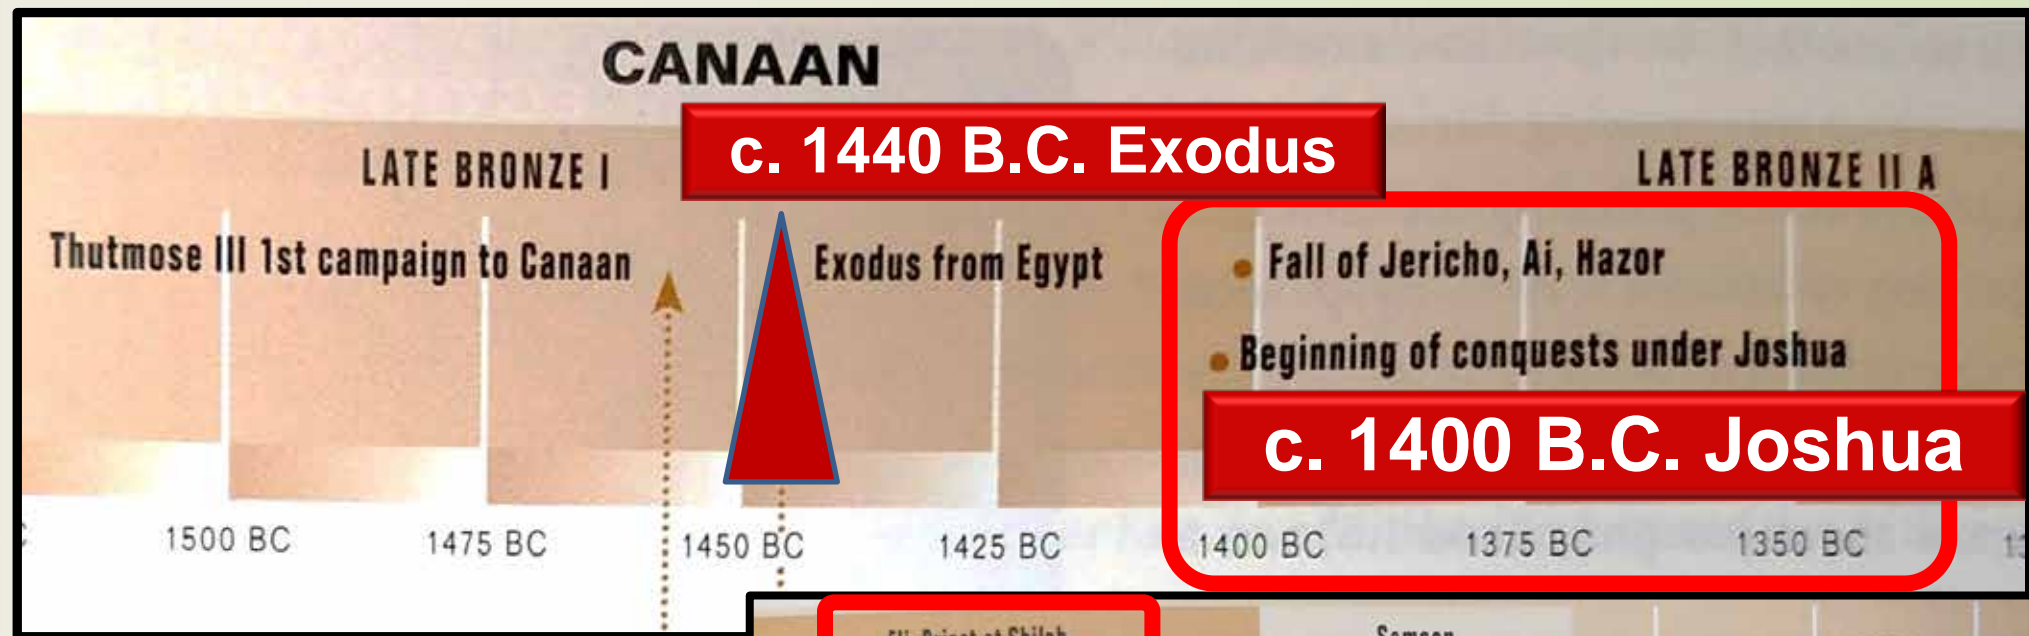 CANAAN
c. 1440 B.C. Exodus
LATE BRONZE I
LATE BRONZE II A
Thutmose III 1st campaign to Canaan
Exodus from Egypt
• Fall of Jericho, Ai, Hazor
• Beginning of conquests under Joshua
c. 1400 B.C. Joshua
1500 BC
1475 BC
1450 BC
1425 BC
1400 BC
1375 BC
1350 BC
Samson